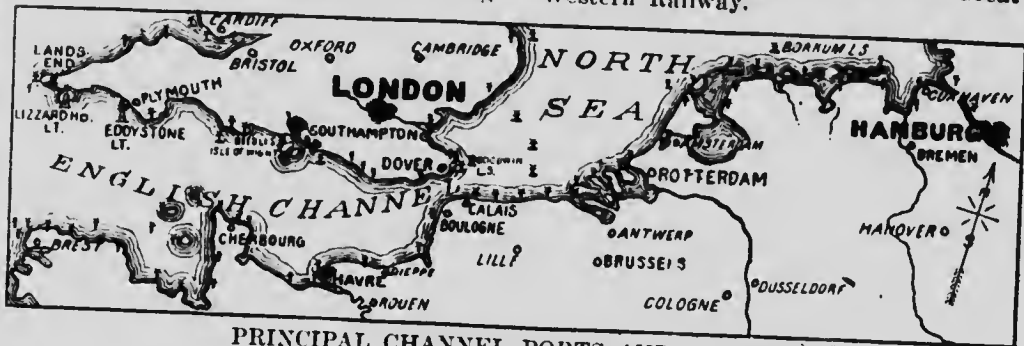 Western Railway.
CARDIFF
LANDS
END
BRISTOL
OXFORD
CAMBRIDGE
NORTH
SEA
BORKUM L.S.
CUXHAVEN
LIZZARD HD.
LT.
PLYMOUTH
EDDYSTONE
LT.
LONDON
SOUTHAMPTON
ISLE OF WIGHT
DOVER
GOODWIN
L.S.
AMSTERDAM
HAMBURG
BREMEN
ENGLISH CHANNEL
ROTTERDAM
CALAIS
BOULOGNE
BREST
CHERBOURG
HAVRE
DIEPPE
ROUEN
LILLE
ANTWERP
BRUSSELS
COLOGNE
DUSSELDORF
HANOVER
PRINCIPAL CHANNEL PORTS